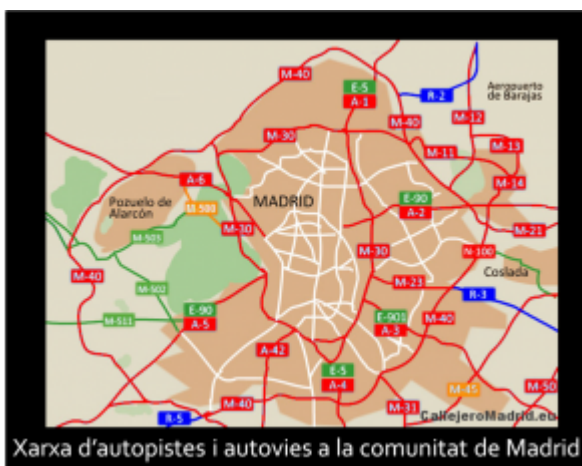 M-40
E-5
A-1
R-2
Aeropuerto
de Barajas
M-40
M-12
M-30
M-11
M-13
M-14
A-6
Pozuelo de
Alarcón
M-500
MADRID
E-90
A-2
M-503
M-30
M-21
M-30
N-100
M-40
M-23
Coslada
M-502
R-3
E-90
A-5
E-901
A-3
M-40
M-511
A-42
E-5
A-4
M-45
M-50
R-5
M-40
M-31
CallejeroMadrid.eu
Xarxa d'autopistes i autovies a la comunitat de Madrid